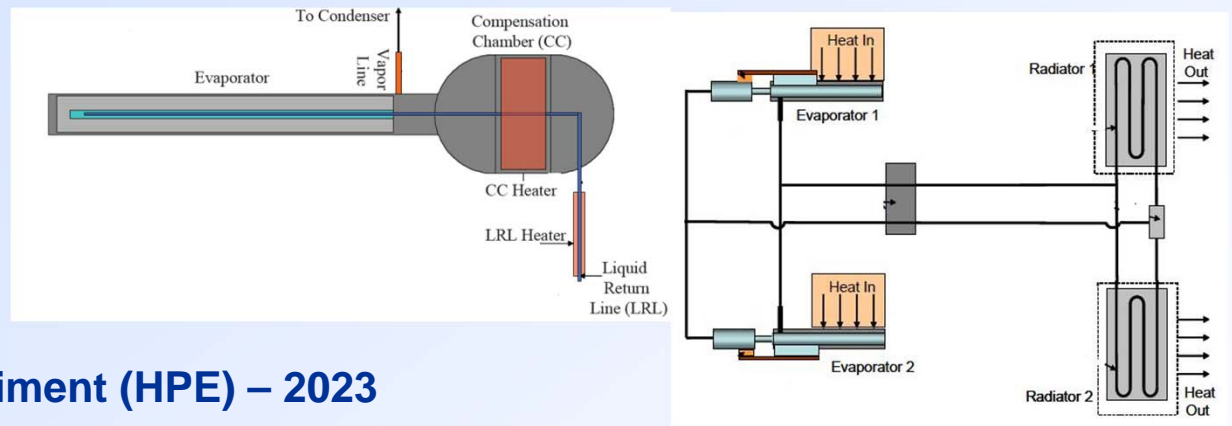 To Condenser
Vapor
Line
Evaporator
Compensation
Chamber (CC)
CC Heater
LRL Heater
Liquid
Return
Line (LRL)
Heat In
Evaporator 1
Radiator 1
Heat
Out
Heat In
Evaporator 2
Radiator 2
Heat
Out
iment (HPE) – 2023